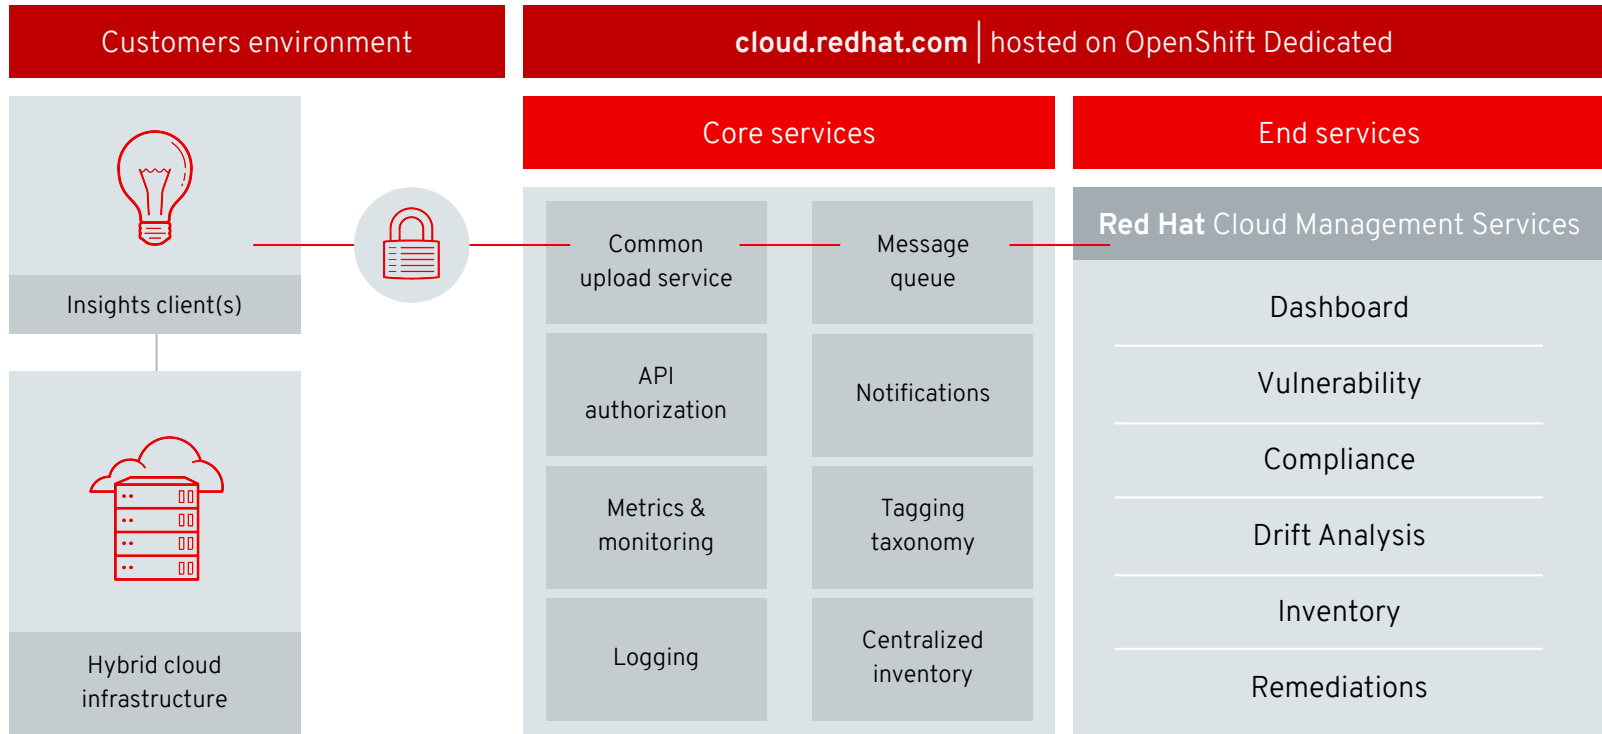 Customers environment
cloud.redhat.com | hosted on OpenShift Dedicated
Core services
End services
Insights client(s)
Hybrid cloud
infrastructure
Common
upload service
Message
queue
API
authorization
Notifications
Metrics &
monitoring
Tagging
taxonomy
Logging
Centralized
inventory
Red Hat Cloud Management Services
Dashboard
Vulnerability
Compliance
Drift Analysis
Inventory
Remediations